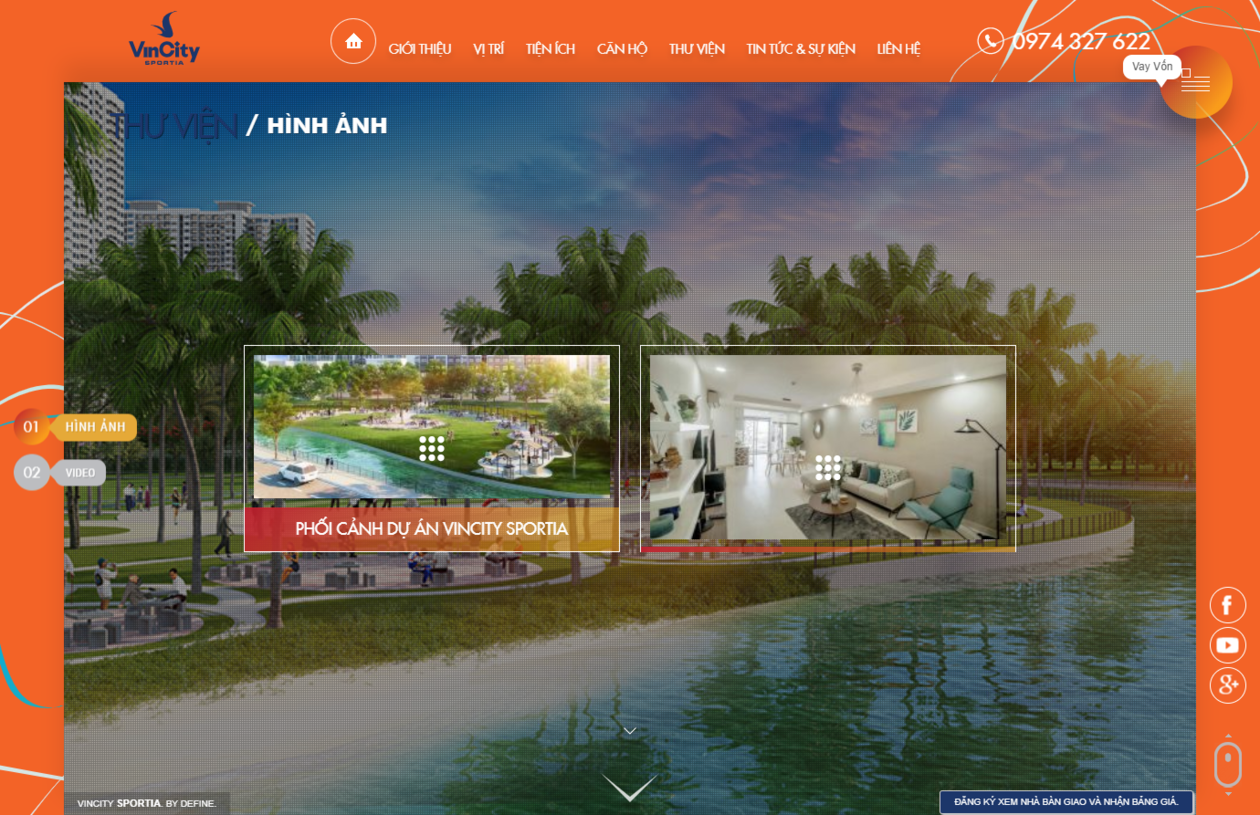 VINCITY
SPORTIA
GIỚI THIỆU
VỊ TRÍ
TIỆN ÍCH
CĂN HỘ
THƯ VIỆN
TIN TỨC & SỰ KIỆN
LIÊN HỆ
0974 327 622
Vay Vốn
THƯ VIỆN / HÌNH ẢNH
01 HÌNH ẢNH
02 VIDEO
PHỐI CẢNH DỰ ÁN VINCITY SPORTIA
VINCITY SPORTIA. BY DEFINE.
ĐĂNG KÝ XEM NHÀ BÀN GIAO VÀ NHẬN BẢNG GIÁ.